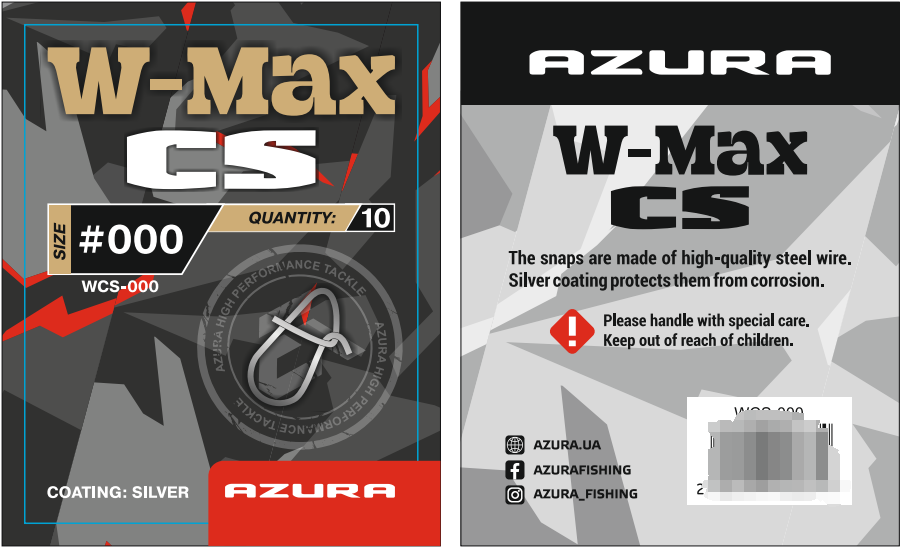 W-Max
CS
SIZE
#000
QUANTITY:
10
WCS-000
AZURA HIGH PERFORMANCE TACKLE
AZURA HIGH PERFORMANCE TACKLE
COATING: SILVER
AZURA
AZURA
W-Max
CS
The snaps are made of high-quality steel wire.
Silver coating protects them from corrosion.
Please handle with special care.
Keep out of reach of children.
AZURA.UA
AZURAFISHING
AZURA_FISHING
2